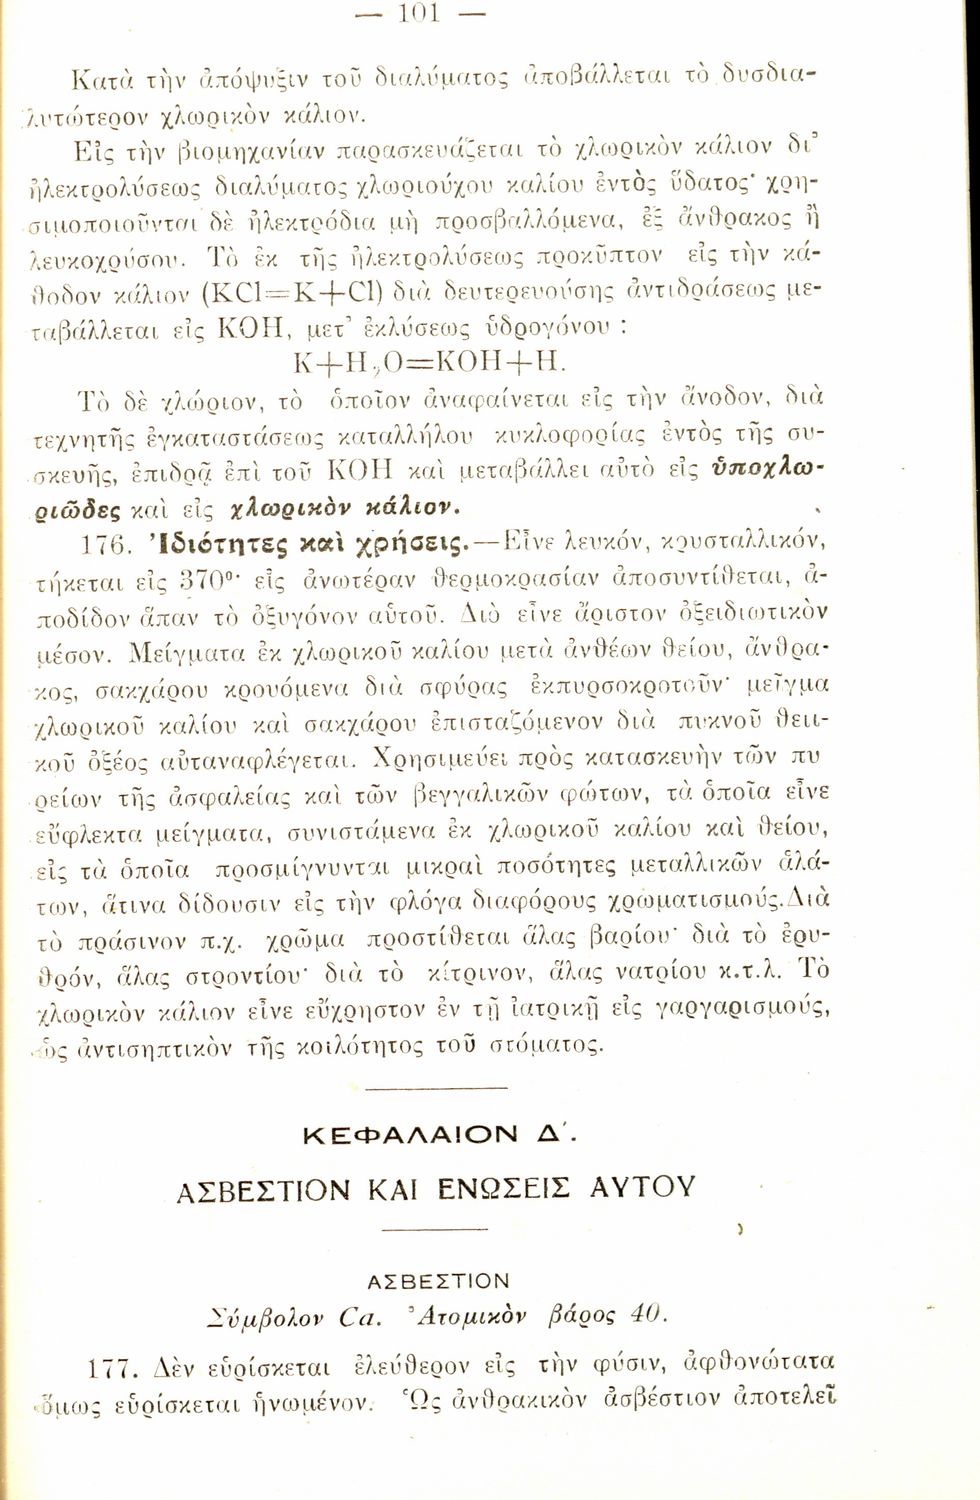 — 101 —
Κατὰ τὴν ἀπόψυξιν τοῦ διαλύματος ἀποβάλλεται τὸ δυσδια-
λυτώτερον χλωρικὸν κάλιον.
Εἰς τὴν βιομηχανίαν παρασκευάζεται τὸ χλωρικὸν κάλιον δι’
ἠλεκτρολύσεως διαλύματος χλωριούχου καλίου ἐντὸς ὕδατος· χρη-
σιμοποιοῦνται δὲ ἠλεκτρόδια μὴ προσβαλλόμενα, ἐξ ἄνθρακος ἢ
λευκοχρύσου. Τὸ ἐκ τῆς ἠλεκτρολύσεως προκῦπτον εἰς τὴν κά-
θοδον κάλιον (KCl=K+Cl) διὰ δευτερευούσης ἀντιδράσεως με-
ταβάλλεται εἰς KOH, μετ’ ἐκλύσεως ὑδρογόνου :
K+H₂O=KOH+H.
Τὸ δὲ χλώριον, τὸ ὁποῖον ἀναφαίνεται εἰς τὴν ἄνοδον, διὰ
τεχνητῆς ἐγκαταστάσεως καταλλήλου κυκλοφορίας ἐντὸς τῆς συ-
σκευῆς, ἐπιδρᾷ ἐπὶ τοῦ KOH καὶ μεταβάλλει αὐτὸ εἰς ὑποχλω-
ριῶδες καὶ εἰς χλωρικὸν κάλιον.
176. Ἰδιότητες καὶ χρήσεις.—Εἶνε λευκόν, κρυσταλλικόν,
τήκεται εἰς 370°· εἰς ἀνωτέραν θερμοκρασίαν ἀποσυντίθεται, ἀ-
ποδίδον ἅπαν τὸ ὀξυγόνον αὐτοῦ. Διὸ εἶνε ἄριστον ὀξειδιωτικὸν
μέσον. Μείγματα ἐκ χλωρικοῦ καλίου μετὰ ἀνθέων θείου, ἄνθρα-
κος, σακχάρου κρουόμενα διὰ σφύρας ἐκπυρσοκροτοῦν· μεῖγμα
χλωρικοῦ καλίου καὶ σακχάρου ἐπισταζόμενον διὰ πυκνοῦ θειι-
κοῦ ὀξέος αὐταναφλέγεται. Χρησιμεύει πρὸς κατασκευὴν τῶν πυ
ρείων τῆς ἀσφαλείας καὶ τῶν βεγγαλικῶν φώτων, τὰ ὁποῖα εἶνε
εὔφλεκτα μείγματα, συνιστάμενα ἐκ χλωρικοῦ καλίου καὶ θείου,
εἰς τὰ ὁποῖα προσμίγνυνται μικραὶ ποσότητες μεταλλικῶν ἁλά-
των, ἅτινα δίδουσιν εἰς τὴν φλόγα διαφόρους χρωματισμούς. Διὰ
τὸ πράσινον π.χ. χρῶμα προστίθεται ἅλας βαρίου· διὰ τὸ ἐρυ-
θρόν, ἅλας στροντίου· διὰ τὸ κίτρινον, ἅλας νατρίου κ.τ.λ. Τὸ
χλωρικὸν κάλιον εἶνε εὔχρηστον ἐν τῇ ἰατρικῇ εἰς γαργαρισμούς,
ὡς ἀντισηπτικὸν τῆς κοιλότητος τοῦ στόματος.
ΚΕΦΑΛΑΙΟΝ Δ΄.
ΑΣΒΕΣΤΙΟΝ ΚΑΙ ΕΝΩΣΕΙΣ ΑΥΤΟΥ
ΑΣΒΕΣΤΙΟΝ
Σύμβολον Ca. Ἀτομικὸν βάρος 40.
177. Δὲν εὑρίσκεται ἐλεύθερον εἰς τὴν φύσιν, ἀφθονώτατα
ὅμως εὑρίσκεται ἡνωμένον. Ὡς ἀνθρακικὸν ἀσβέστιον ἀποτελεῖ